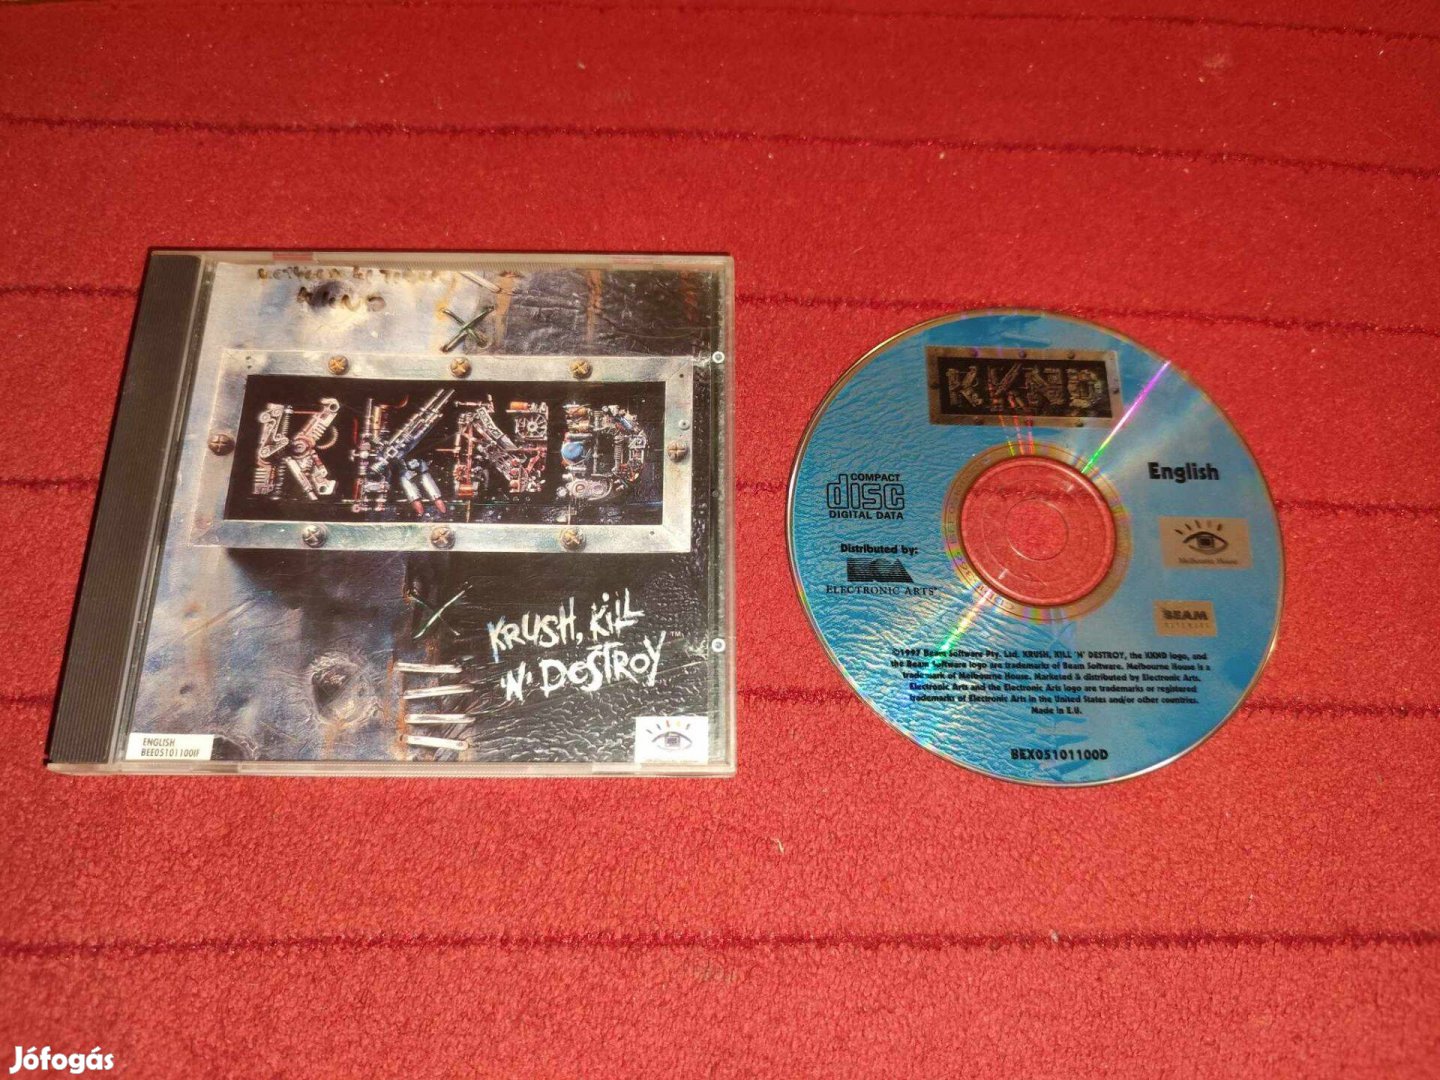 KKND
KRUSH, KiLL
'N' DESTROY
ENGLISH
BEE05101100IF
KKND
English
COMPACT
disc
DIGITAL DATA
Distributed by:
ELECTRONIC ARTS
Melbourne House
BEAM
©1997 Beam Software Pty. Ltd. KRUSH, KILL 'N' DESTROY, the KKND logo, and
the Beam Software logo are trademarks of Beam Software. Melbourne House is a
trademark of Melbourne House. Marketed & distributed by Electronic Arts.
Electronic Arts and the Electronic Arts logo are trademarks or registered
trademarks of Electronic Arts in the United States and/or other countries.
Made in E.U.
BEX05101100D
Jófogás